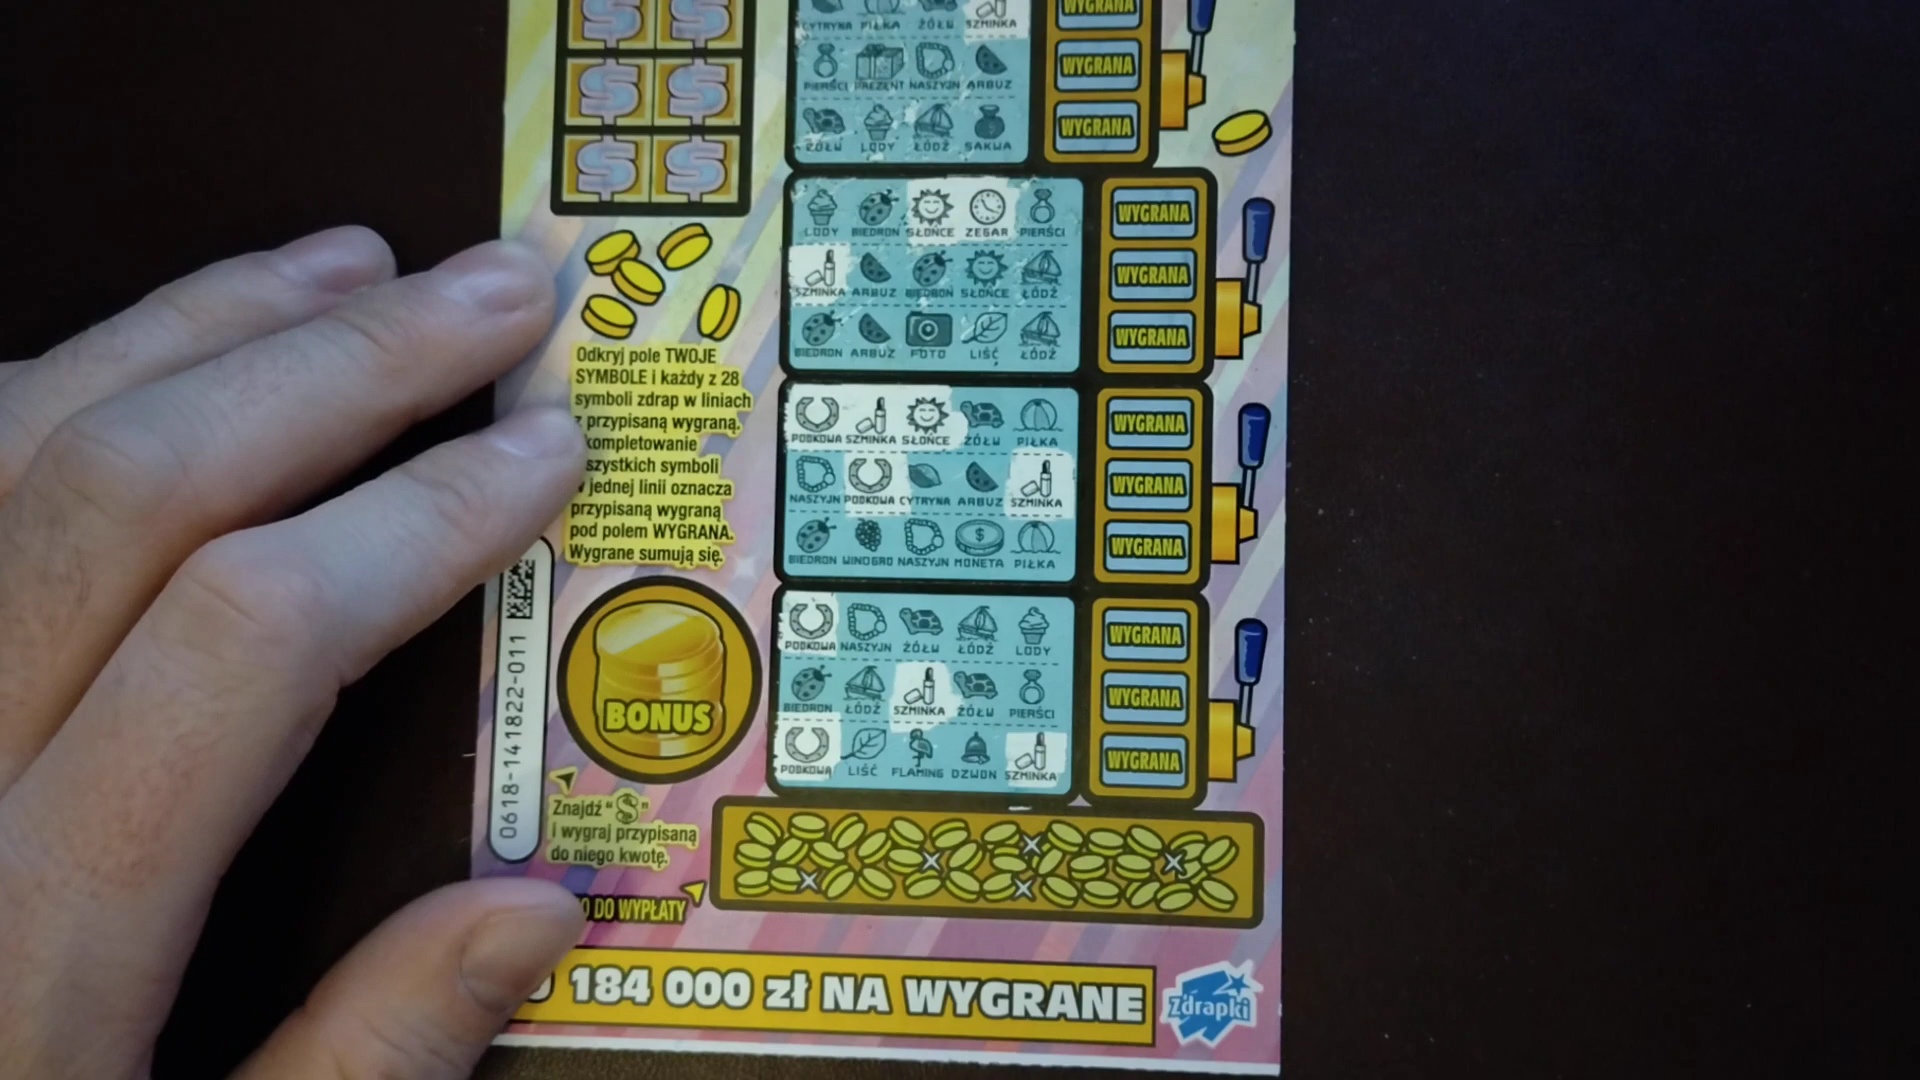 CYTRYNA PIŁKA ŻÓŁW SZMINKA
WYGRANA
PIERŚCI PREZENT NASZYJN ARBUZ
WYGRANA
ŻÓŁW LODY ŁÓDŹ SAKWA
WYGRANA
LODY BIEDRON SŁOŃCE ZEGAR PIERŚCI
WYGRANA
SZMINKA ARBUZ BIEDRON SŁOŃCE ŁÓDŹ
WYGRANA
BIEDRON ARBUZ FOTO LIŚĆ ŁÓDŹ
WYGRANA
Odkryj pole TWOJE
SYMBOLE i każdy z 28
symboli zdrap w liniach
z przypisaną wygraną.
kompletowanie
szystkich symboli
w jednej linii oznacza
przypisaną wygraną
pod polem WYGRANA.
Wygrane sumują się.
PODKOWA SZMINKA SŁOŃCE ŻÓŁW PIŁKA
WYGRANA
NASZYJN PODKOWA CYTRYNA ARBUZ SZMINKA
WYGRANA
BIEDRON WINOGRO NASZYJN MONETA PIŁKA
WYGRANA
PODKOWA NASZYJN ŻÓŁW ŁÓDŹ LODY
WYGRANA
BIEDRON ŁÓDŹ SZMINKA ŻÓŁW PIERŚCI
WYGRANA
PODKOWA LIŚĆ FLAMING DZWON SZMINKA
WYGRANA
0618-141822-011
BONUS
Znajdź "$"
i wygraj przypisaną
do niego kwotę.
DO WYPŁATY
184 000 zł NA WYGRANE
Zdrapki